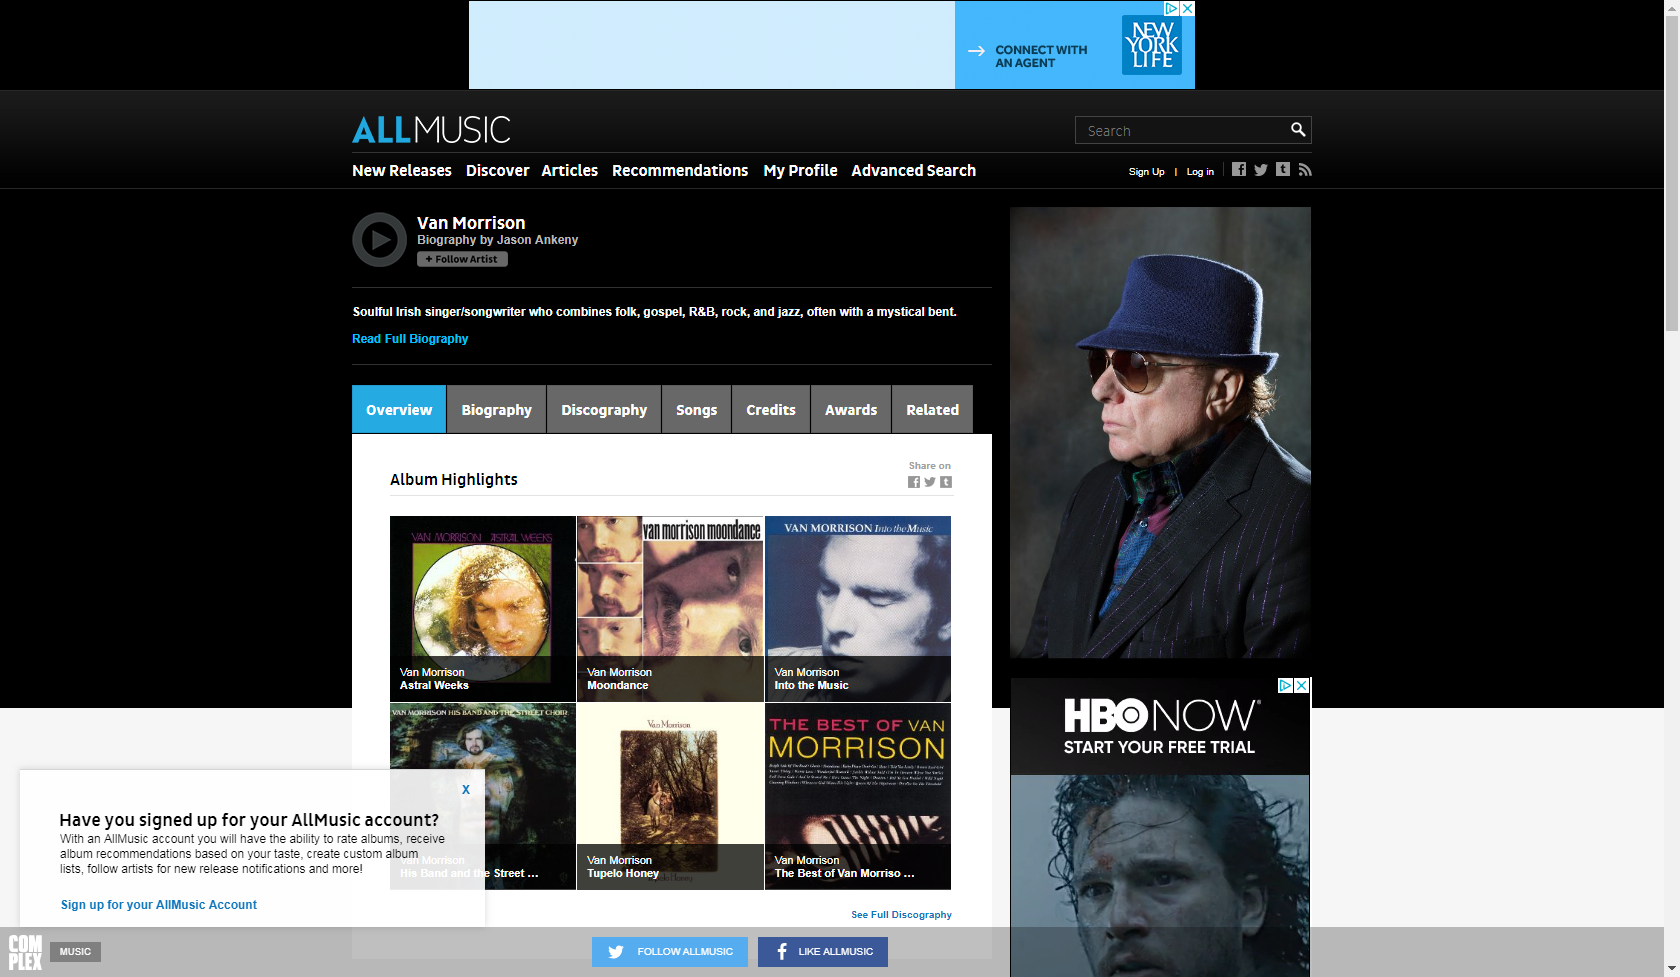 CONNECT WITH
AN AGENT
NEW
YORK
LIFE
ALLMUSIC
Search
New Releases Discover Articles Recommendations My Profile Advanced Search
Sign Up | Log in
Van Morrison
Biography by Jason Ankeny
+ Follow Artist
Soulful Irish singer/songwriter who combines folk, gospel, R&B, rock, and jazz, often with a mystical bent.
Read Full Biography
Overview Biography Discography Songs Credits Awards Related
Album Highlights
Share on
VAN MORRISON ASTRAL WEEKS
Van Morrison
Astral Weeks
van morrison moondance
Van Morrison
Moondance
VAN MORRISON Into the Music
Van Morrison
Into the Music
VAN MORRISON HIS BAND AND THE STREET CHOIR
Van Morrison
His Band and the Street ...
Van Morrison
Tupelo Honey
Van Morrison
Tupelo Honey
THE BEST OF VAN
MORRISON
Van Morrison
The Best of Van Morriso ...
See Full Discography
HBO NOW
START YOUR FREE TRIAL
X
Have you signed up for your AllMusic account?
With an AllMusic account you will have the ability to rate albums, receive
album recommendations based on your taste, create custom album
lists, follow artists for new release notifications and more!
Sign up for your AllMusic Account
COM
PLEX
MUSIC
FOLLOW ALLMUSIC
LIKE ALLMUSIC